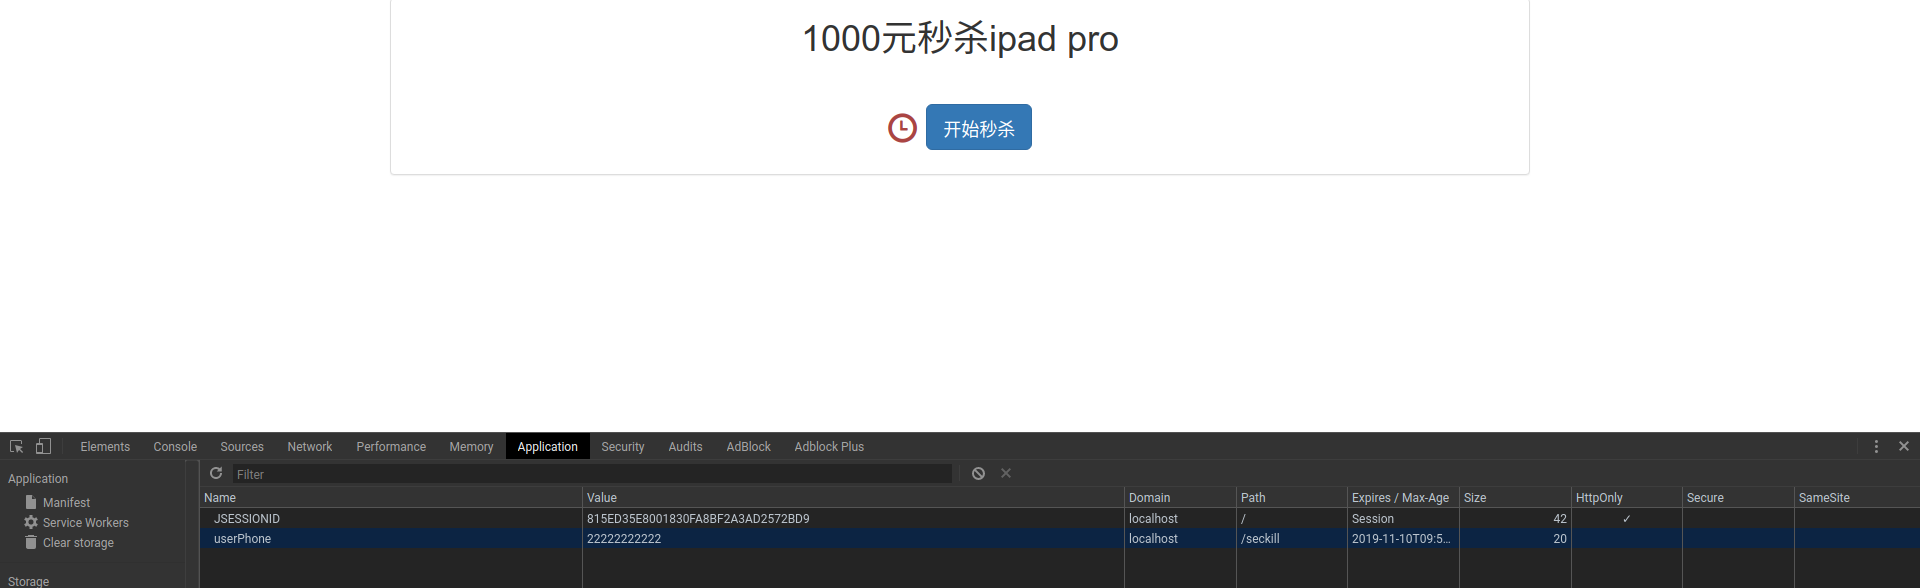 1000元秒杀ipad pro
开始秒杀
Elements Console Sources Network Performance Memory Application Security Audits AdBlock Adblock Plus
Application
Manifest
Service Workers
Clear storage
Storage
Filter
Name Value Domain Path Expires / Max-Age Size HttpOnly Secure SameSite
JSESSIONID 815ED35E8001830FA8BF2A3AD2572BD9 localhost / Session 42 ✓
userPhone 22222222222 localhost /seckill 2019-11-10T09:5... 20